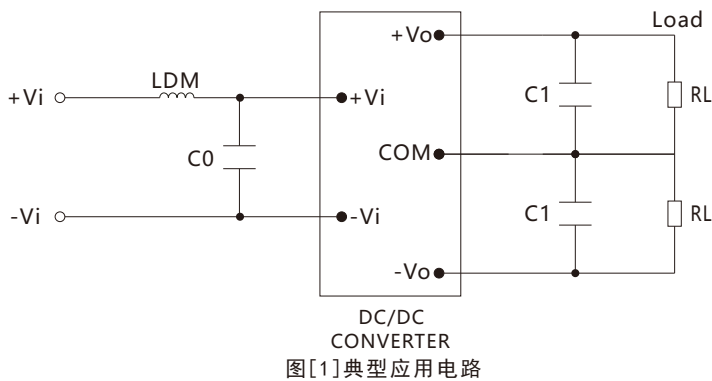 Load
+Vo
LDM
C1
RL
+Vi
+Vi
C0
COM
C1
RL
-Vi
-Vi
-Vo
DC/DC
CONVERTER
图[1]典型应用电路